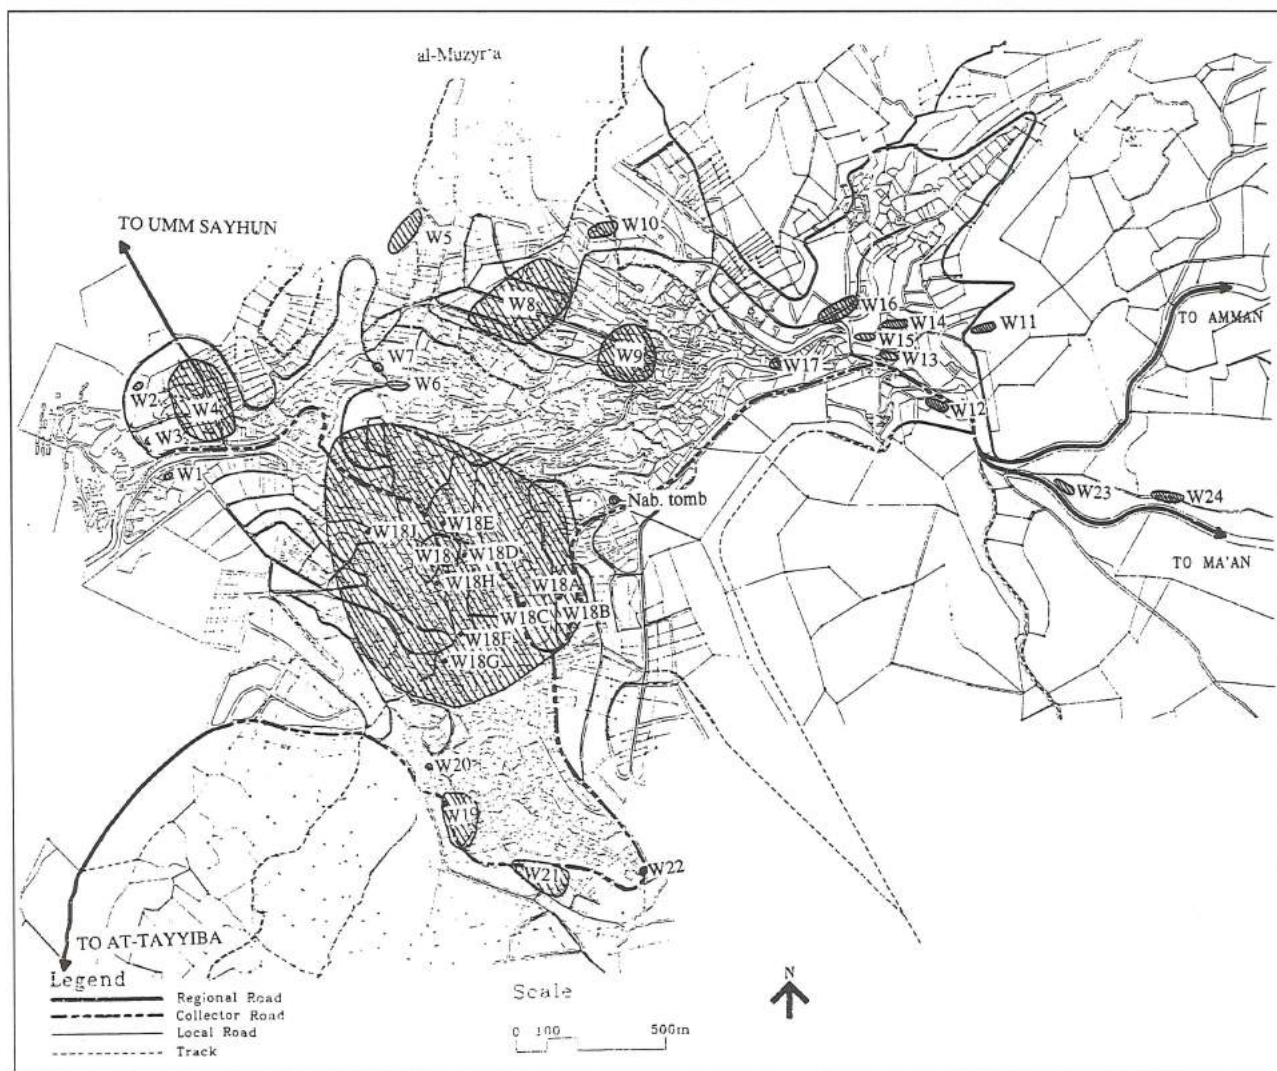 al-Muzyr'a
TO UMM SAYHUN
W5
W10
W8
W16
W14
W11
W15
TO AMMAN
W9
W13
W17
W7
W6
W2
W4
W12
W3
W1
W23
W24
Nab. tomb
W18E
W18J
W18
W18D
TO MA'AN
W18H
W18A
W18B
W18C
W18F
W18G
W20
W19
W21
W22
TO AT-TAYYIBA
Legend
Regional Road
Collector Road
Local Road
Track
Scale
0 100 500m
N